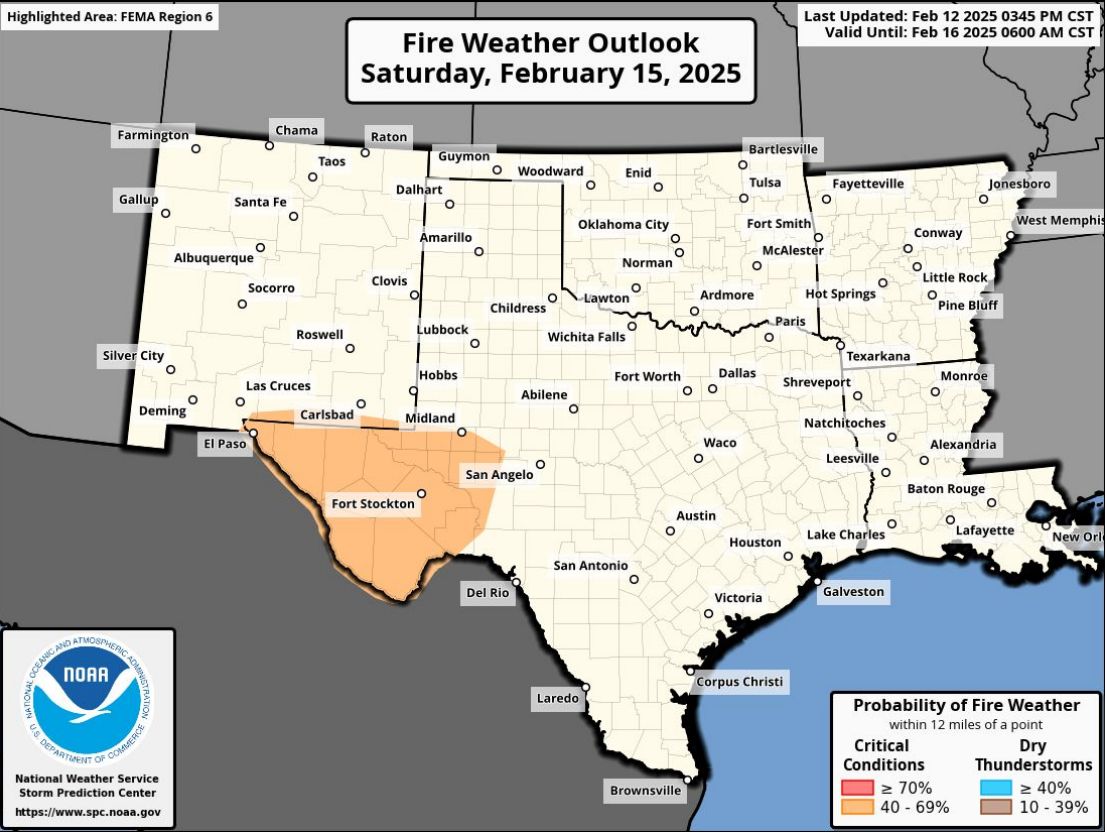 Highlighted Area: FEMA Region 6
Fire Weather Outlook
Saturday, February 15, 2025
Last Updated: Feb 12 2025 0345 PM CST
Valid Until: Feb 16 2025 0600 AM CST
Farmington
Chama
Raton
Taos
Guymon
Woodward
Enid
Bartlesville
Gallup
Santa Fe
Dalhart
Tulsa
Fayetteville
Jonesboro
Albuquerque
Amarillo
Oklahoma City
Fort Smith
West Memphis
Norman
McAlester
Conway
Socorro
Clovis
Childress
Lawton
Ardmore
Hot Springs
Little Rock
Pine Bluff
Roswell
Lubbock
Wichita Falls
Paris
Silver City
Texarkana
Las Cruces
Hobbs
Fort Worth
Dallas
Shreveport
Monroe
Deming
Carlsbad
Midland
Abilene
Natchitoches
El Paso
San Angelo
Waco
Leesville
Alexandria
Fort Stockton
Baton Rouge
Austin
Houston
Lake Charles
Lafayette
New Orl
Del Rio
San Antonio
Victoria
Galveston
Laredo
Corpus Christi
Brownsville
NATIONAL OCEANIC AND ATMOSPHERIC ADMINISTRATION
NOAA
U.S. DEPARTMENT OF COMMERCE
National Weather Service
Storm Prediction Center
https://www.spc.noaa.gov
Probability of Fire Weather
within 12 miles of a point
Critical
Conditions
≥ 70%
40 - 69%
Dry
Thunderstorms
≥ 40%
10 - 39%